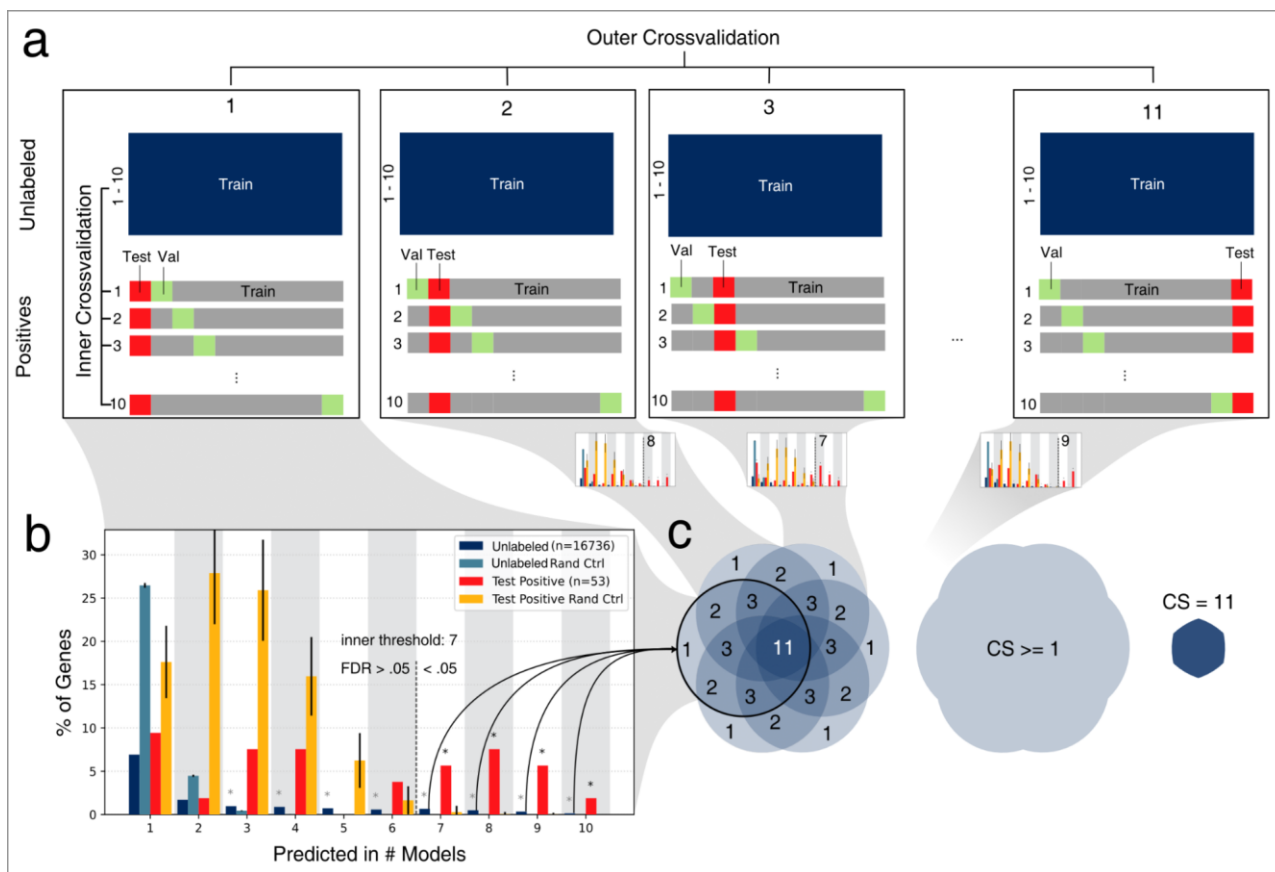 a
Outer Crossvalidation
1
2
3
11
Unlabeled
Positives
Inner Crossvalidation
1 - 10
Train
Test Val
1 Train
2
3
⋮
10
1 - 10
Train
Val Test
1 Train
2
3
⋮
10
1 - 10
Train
Val Test
1 Train
2
3
⋮
10
...
1 - 10
Train
Val Test
1 Train
2
3
⋮
10
8
7
9
b
% of Genes
30
25
20
15
10
5
0
Unlabeled (n=16736)
Unlabeled Rand Ctrl
Test Positive (n=53)
Test Positive Rand Ctrl
inner threshold: 7
FDR > .05 < .05
* * * *
* * * * * * * *
1 2 3 4 5 6 7 8 9 10
Predicted in # Models
c
1 2 1
2 3 3 2
1 3 11 3 1
2 3 3 2
1 2 1
CS >= 1
CS = 11